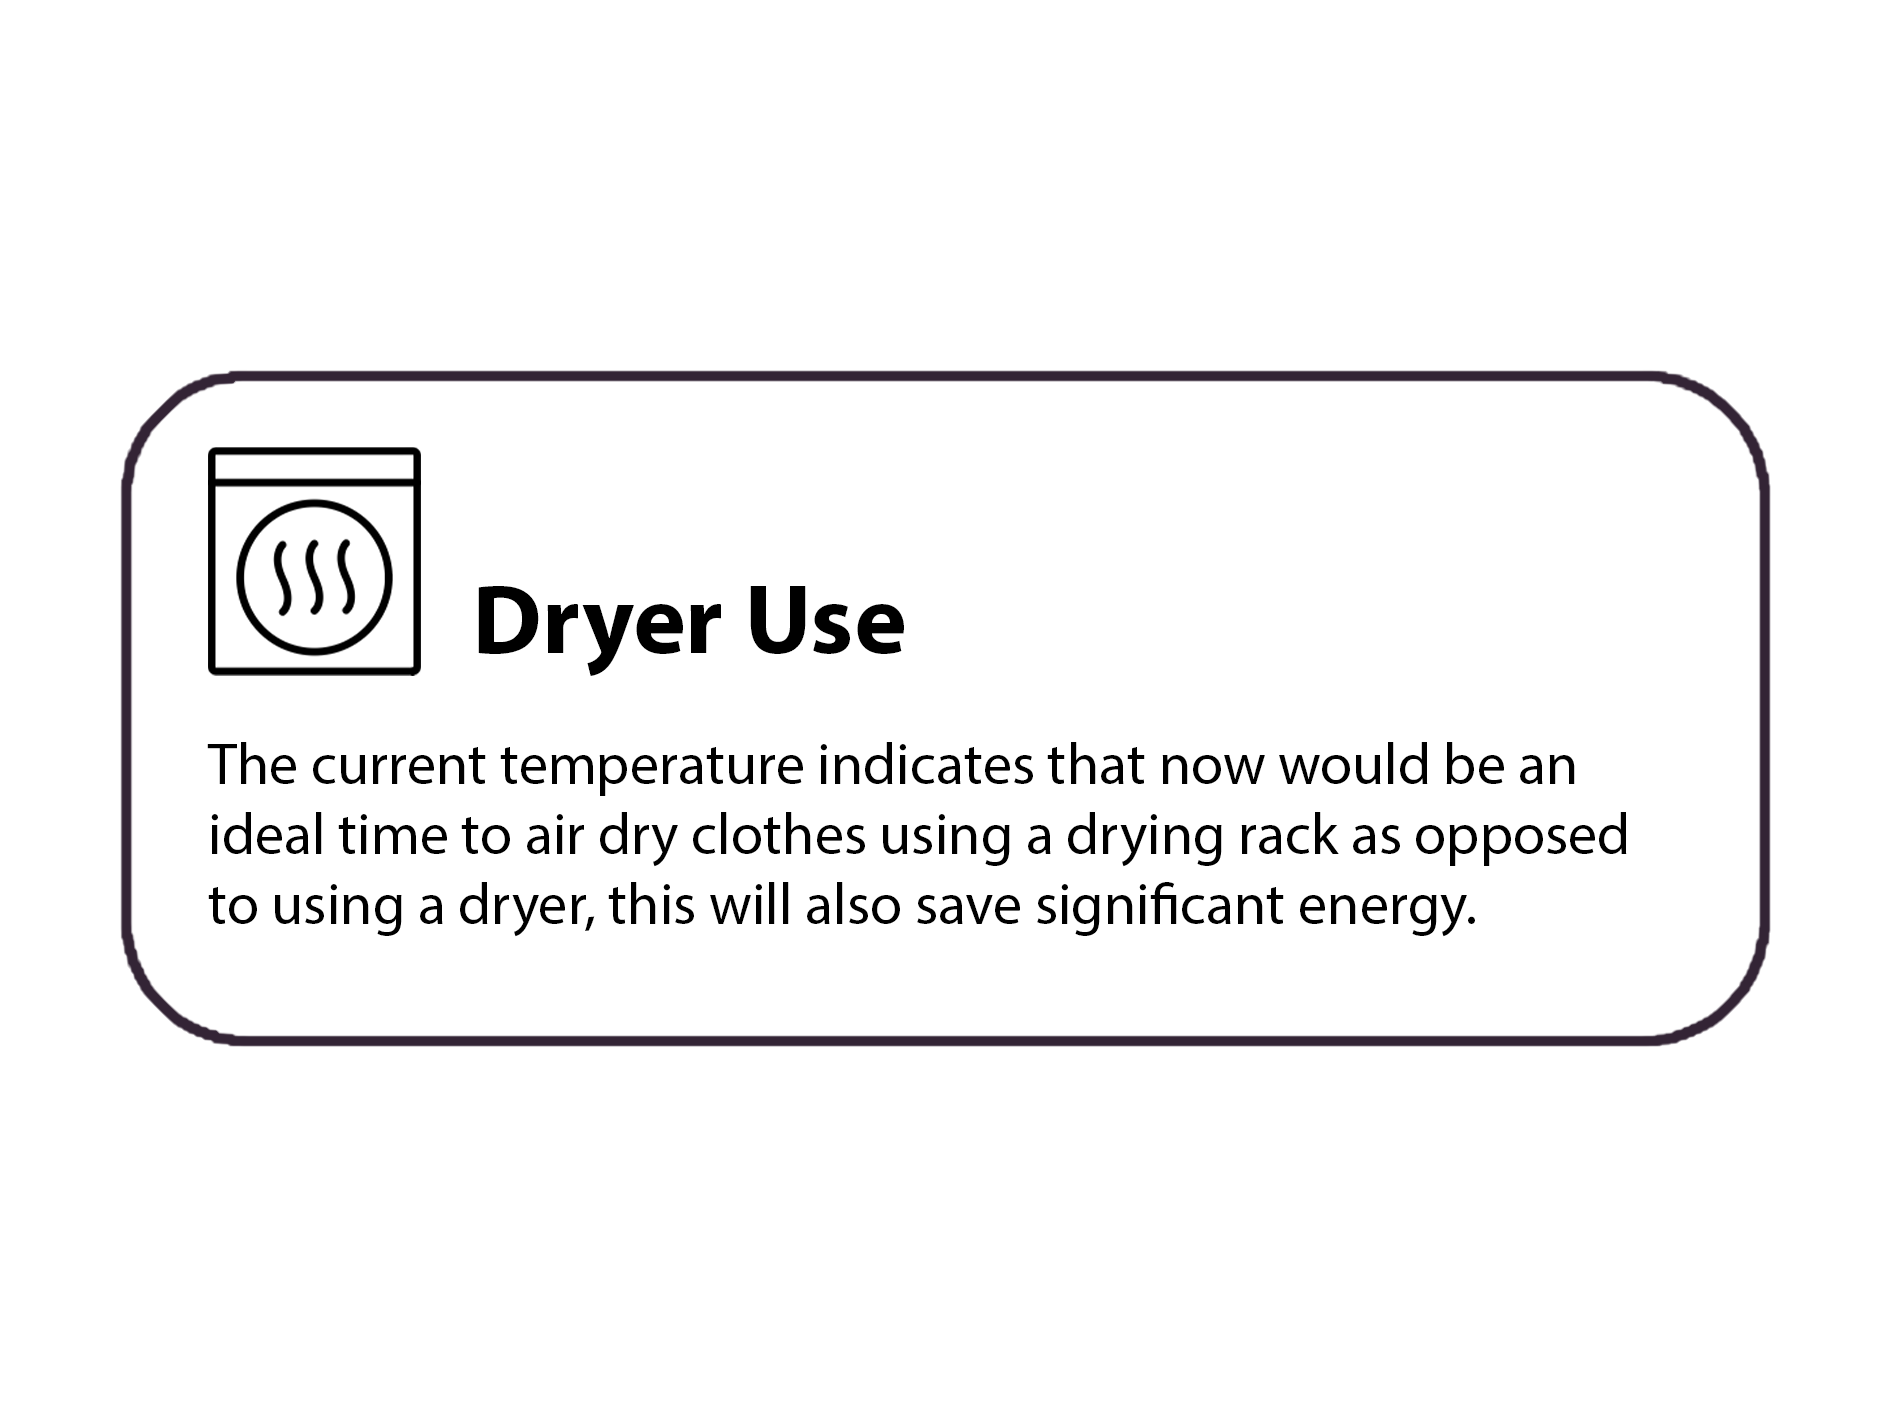 Dryer Use
The current temperature indicates that now would be an
ideal time to air dry clothes using a drying rack as opposed
to using a dryer, this will also save significant energy.